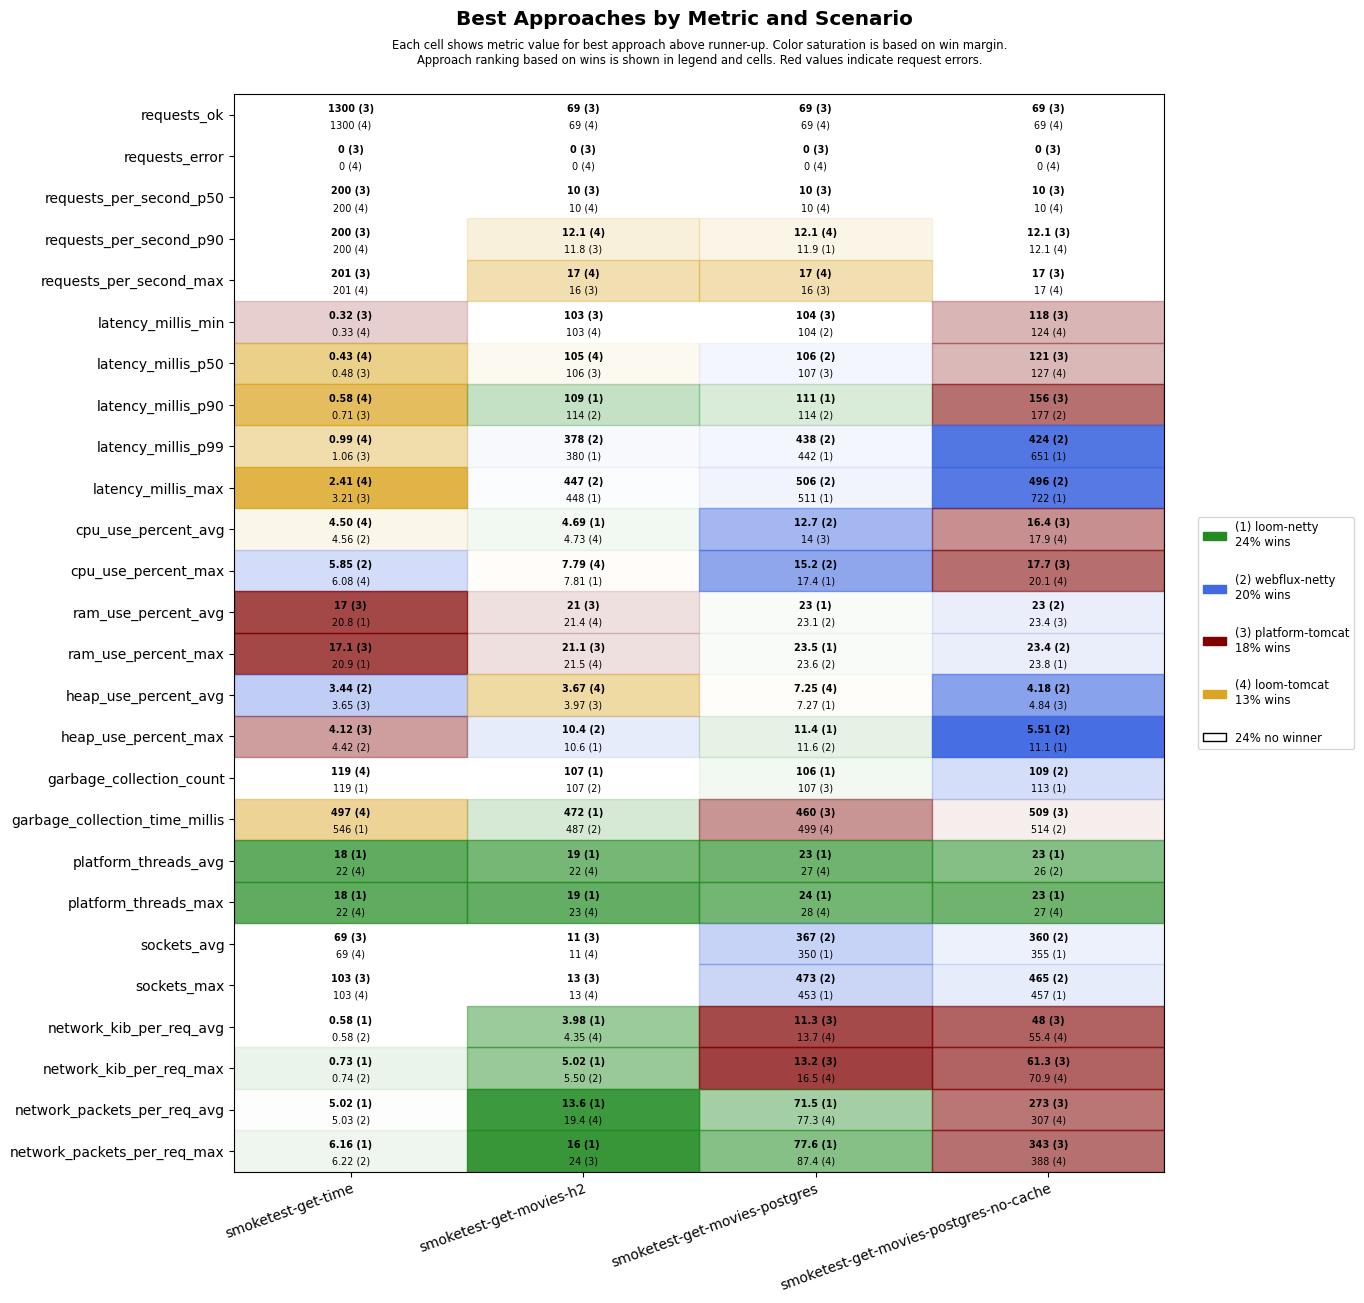 Best Approaches by Metric and Scenario
Each cell shows metric value for best approach above runner-up. Color saturation is based on win margin.
Approach ranking based on wins is shown in legend and cells. Red values indicate request errors.
requests_ok
1300 (3) 69 (3) 69 (3) 69 (3)
1300 (4) 69 (4) 69 (4) 69 (4)
requests_error
0 (3) 0 (3) 0 (3) 0 (3)
0 (4) 0 (4) 0 (4) 0 (4)
requests_per_second_p50
200 (3) 10 (3) 10 (3) 10 (3)
200 (4) 10 (4) 10 (4) 10 (4)
requests_per_second_p90
200 (3) 12.1 (4) 12.1 (4) 12.1 (3)
200 (4) 11.8 (3) 11.9 (1) 12.1 (4)
requests_per_second_max
201 (3) 17 (4) 17 (4) 17 (3)
201 (4) 16 (3) 16 (3) 17 (4)
latency_millis_min
0.32 (3) 103 (3) 104 (3) 118 (3)
0.33 (4) 103 (4) 104 (2) 124 (4)
latency_millis_p50
0.43 (4) 105 (4) 106 (2) 121 (3)
0.48 (3) 106 (3) 107 (3) 127 (4)
latency_millis_p90
0.58 (4) 109 (1) 111 (1) 156 (3)
0.71 (3) 114 (2) 114 (2) 177 (2)
latency_millis_p99
0.99 (4) 378 (2) 438 (2) 424 (2)
1.06 (3) 380 (1) 442 (1) 651 (1)
latency_millis_max
2.41 (4) 447 (2) 506 (2) 496 (2)
3.21 (3) 448 (1) 511 (1) 722 (1)
cpu_use_percent_avg
4.50 (4) 4.69 (1) 12.7 (2) 16.4 (3)
4.56 (2) 4.73 (4) 14 (3) 17.9 (4)
cpu_use_percent_max
5.85 (2) 7.79 (4) 15.2 (2) 17.7 (3)
6.08 (4) 7.81 (1) 17.4 (1) 20.1 (4)
ram_use_percent_avg
17 (3) 21 (3) 23 (1) 23 (2)
20.8 (1) 21.4 (4) 23.1 (2) 23.4 (3)
ram_use_percent_max
17.1 (3) 21.1 (3) 23.5 (1) 23.4 (2)
20.9 (1) 21.5 (4) 23.6 (2) 23.8 (1)
heap_use_percent_avg
3.44 (2) 3.67 (4) 7.25 (4) 4.18 (2)
3.65 (3) 3.97 (3) 7.27 (1) 4.84 (3)
heap_use_percent_max
4.12 (3) 10.4 (2) 11.4 (1) 5.51 (2)
4.42 (2) 10.6 (1) 11.6 (2) 11.1 (1)
garbage_collection_count
119 (4) 107 (1) 106 (1) 109 (2)
119 (1) 107 (2) 107 (3) 113 (1)
garbage_collection_time_millis
497 (4) 472 (1) 460 (3) 509 (3)
546 (1) 487 (2) 499 (4) 514 (2)
platform_threads_avg
18 (1) 19 (1) 23 (1) 23 (1)
22 (4) 22 (4) 27 (4) 26 (2)
platform_threads_max
18 (1) 19 (1) 24 (1) 23 (1)
22 (4) 23 (4) 28 (4) 27 (4)
sockets_avg
69 (3) 11 (3) 367 (2) 360 (2)
69 (4) 11 (4) 350 (1) 355 (1)
sockets_max
103 (3) 13 (3) 473 (2) 465 (2)
103 (4) 13 (4) 453 (1) 457 (1)
network_kib_per_req_avg
0.58 (1) 3.98 (1) 11.3 (3) 48 (3)
0.58 (2) 4.35 (4) 13.7 (4) 55.4 (4)
network_kib_per_req_max
0.73 (1) 5.02 (1) 13.2 (3) 61.3 (3)
0.74 (2) 5.50 (2) 16.5 (4) 70.9 (4)
network_packets_per_req_avg
5.02 (1) 13.6 (1) 71.5 (1) 273 (3)
5.03 (2) 19.4 (4) 77.3 (4) 307 (4)
network_packets_per_req_max
6.16 (1) 16 (1) 77.6 (1) 343 (3)
6.22 (2) 24 (3) 87.4 (4) 388 (4)
smoketest-get-time
smoketest-get-movies-h2
smoketest-get-movies-postgres
smoketest-get-movies-postgres-no-cache
(1) loom-netty
24% wins
(2) webflux-netty
20% wins
(3) platform-tomcat
18% wins
(4) loom-tomcat
13% wins
24% no winner